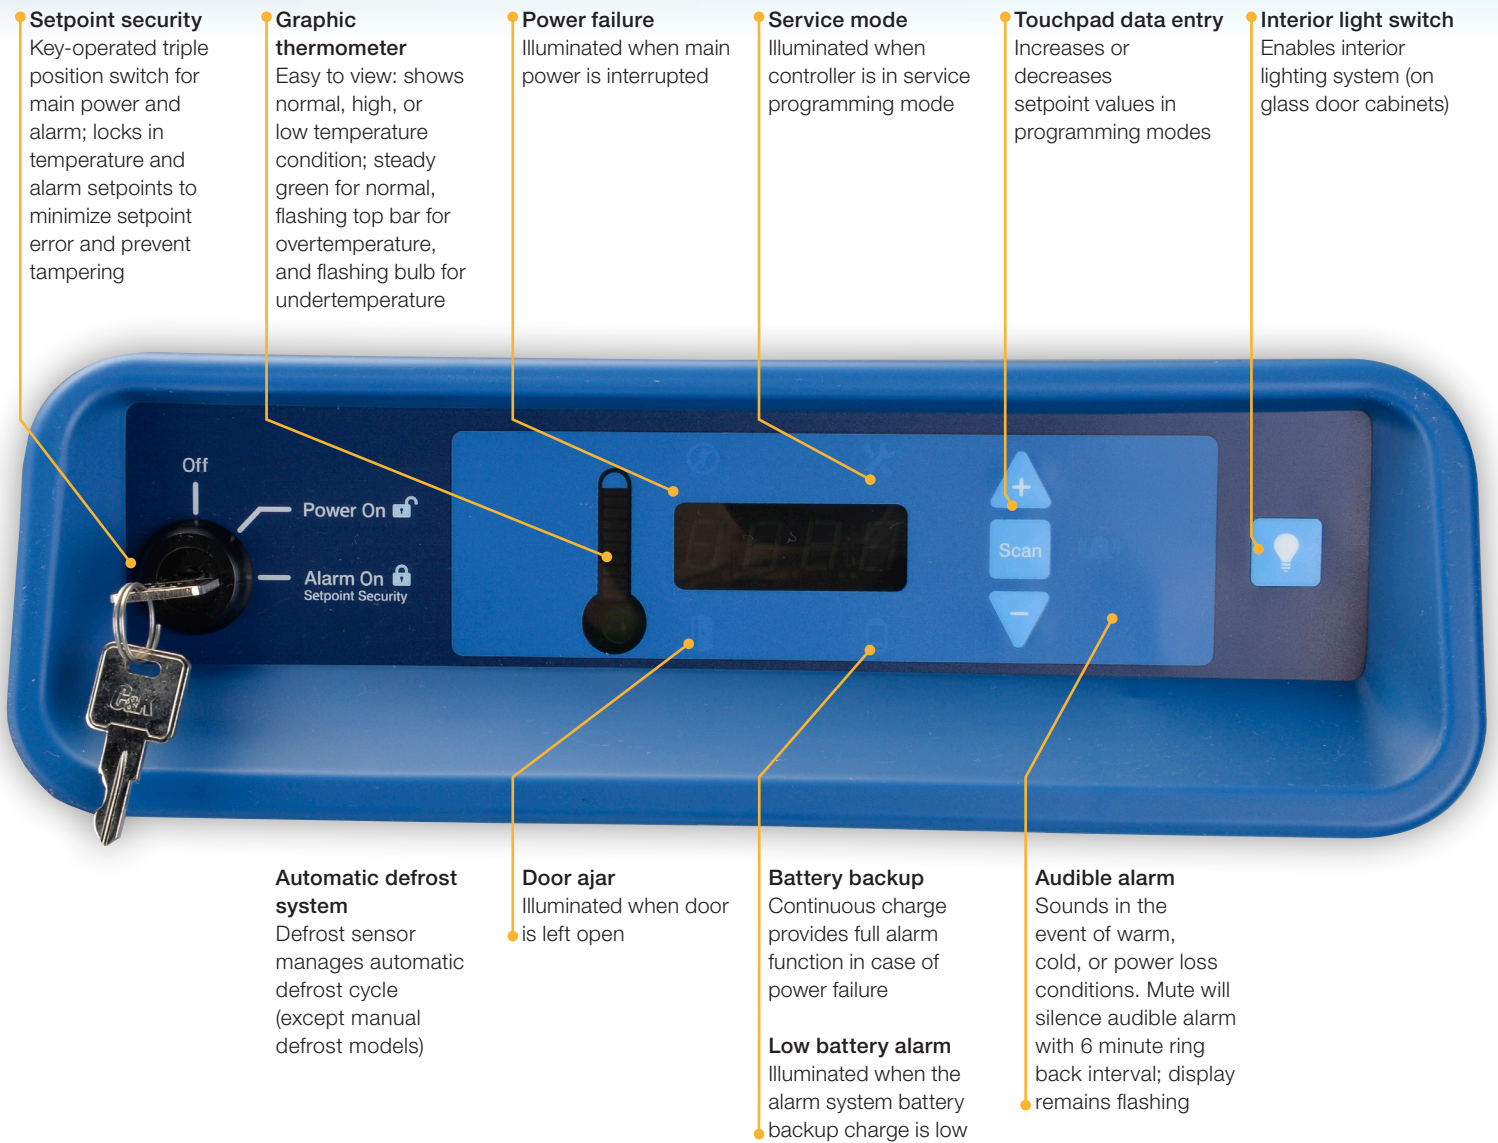 Setpoint security
Key-operated triple
position switch for
main power and
alarm; locks in
temperature and
alarm setpoints to
minimize setpoint
error and prevent
tampering
Graphic
thermometer
Easy to view: shows
normal, high, or
low temperature
condition; steady
green for normal,
flashing top bar for
overtemperature,
and flashing bulb for
undertemperature
Power failure
Illuminated when main
power is interrupted
Service mode
Illuminated when
controller is in service
programming mode
Touchpad data entry
Increases or
decreases
setpoint values in
programming modes
Interior light switch
Enables interior
lighting system (on
glass door cabinets)
Off
Power On
Alarm On
Setpoint Security
+
Scan
−
C&K
Automatic defrost
system
Defrost sensor
manages automatic
defrost cycle
(except manual
defrost models)
Door ajar
Illuminated when door
is left open
Battery backup
Continuous charge
provides full alarm
function in case of
power failure
Low battery alarm
Illuminated when the
alarm system battery
backup charge is low
Audible alarm
Sounds in the
event of warm,
cold, or power loss
conditions. Mute will
silence audible alarm
with 6 minute ring
back interval; display
remains flashing